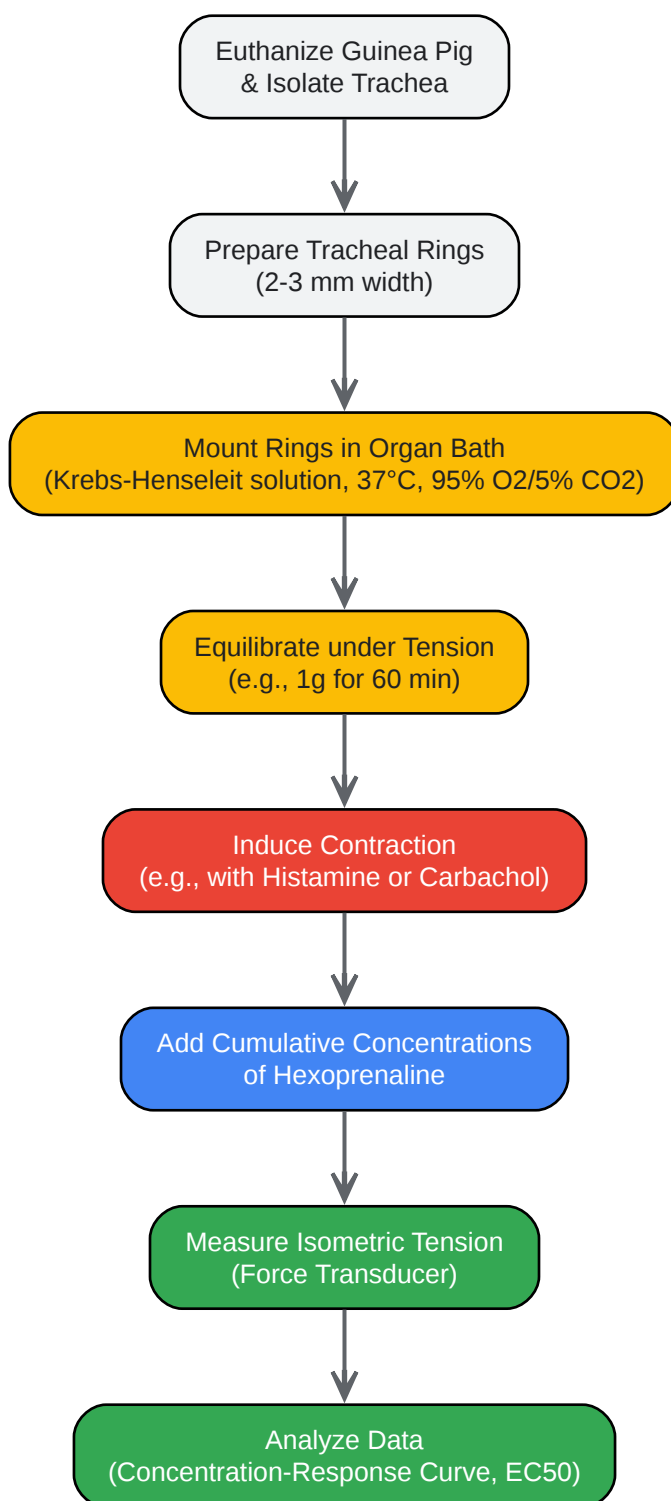 Euthanize Guinea Pig
& Isolate Trachea
Prepare Tracheal Rings
(2-3 mm width)
Mount Rings in Organ Bath
(Krebs-Henseleit solution, 37°C, 95% O2/5% CO2)
Equilibrate under Tension
(e.g., 1g for 60 min)
Induce Contraction
(e.g., with Histamine or Carbachol)
Add Cumulative Concentrations
of Hexoprenaline
Measure Isometric Tension
(Force Transducer)
Analyze Data
(Concentration-Response Curve, EC50)